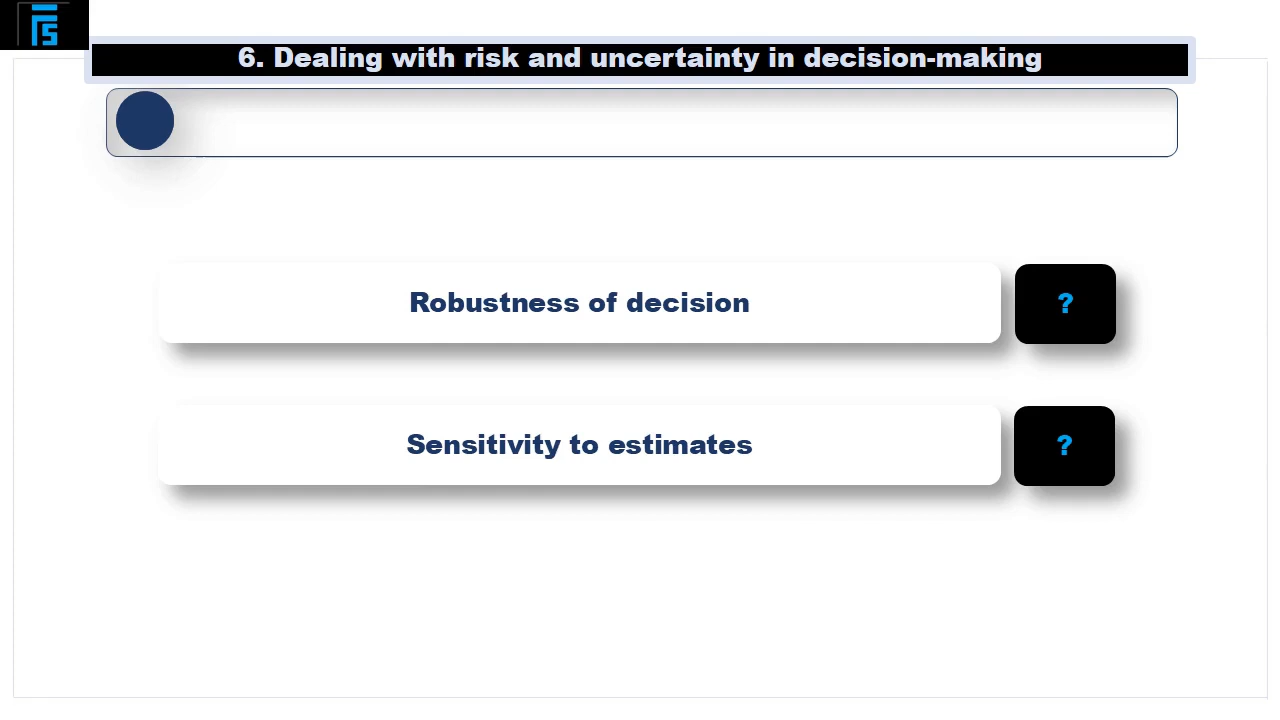 6. Dealing with risk and uncertainty in decision-making
Robustness of decision
?
Sensitivity to estimates
?